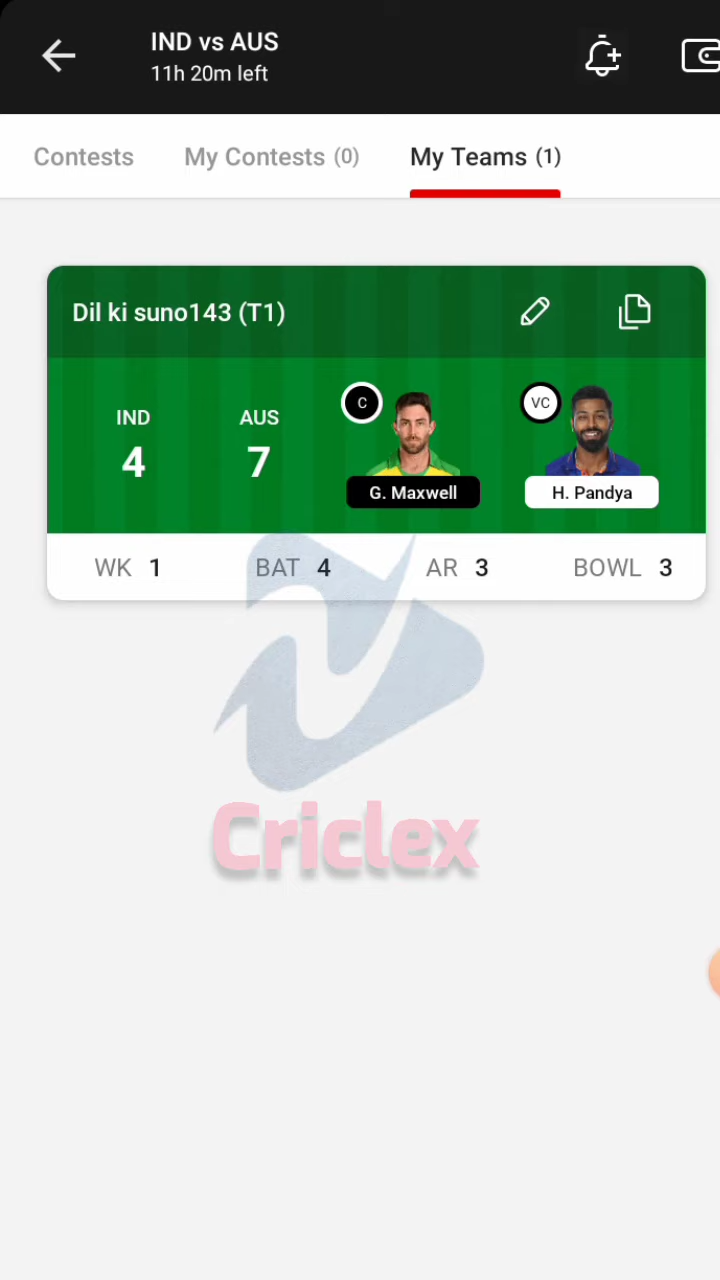 IND vs AUS
11h 20m left
Contests
My Contests (0)
My Teams (1)
Dil ki suno143 (T1)
C
VC
IND
AUS
4
7
G. Maxwell
H. Pandya
WK 1
BAT 4
AR 3
BOWL 3
Criclex